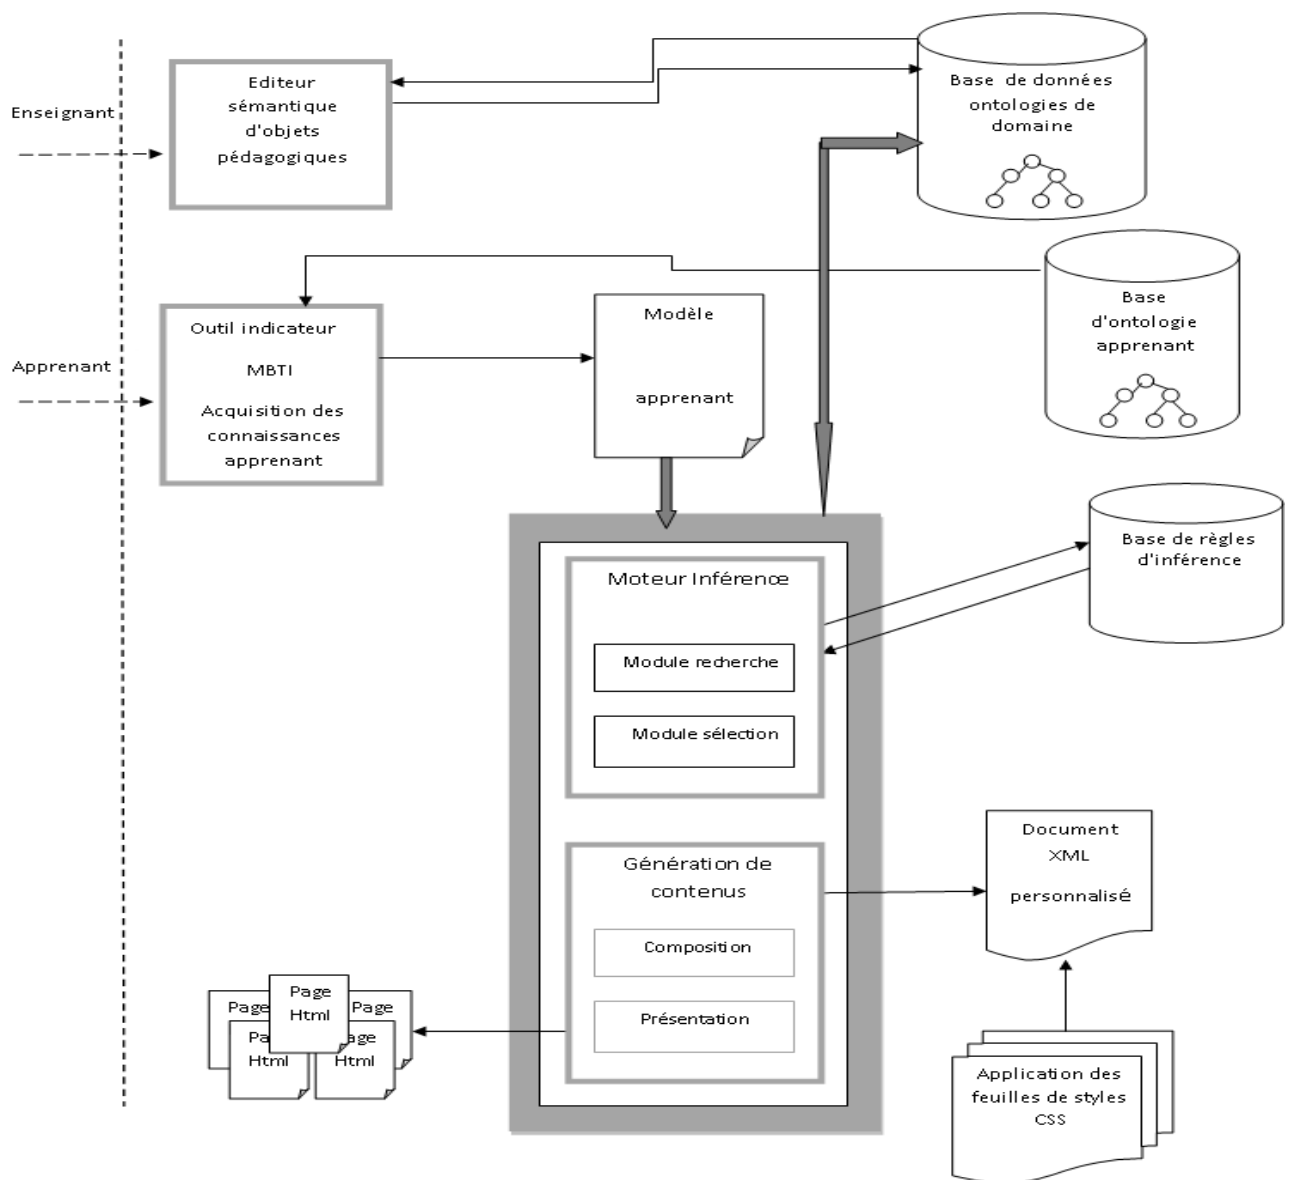 Enseignant
Editeur
sémantique
d'objets
pédagogiques
Base de données
ontologies de
domaine
Apprenant
Outil indicateur
MBTI
Acquisition des
connaissances
apprenant
Modèle
apprenant
Base
d'ontologie
apprenant
Moteur Inférence
Module recherche
Module sélection
Base de règles
d'inférence
Génération de
contenus
Composition
Présentation
Document
XML
personnalisé
Page
Html
Page
Page
Pa
Html
age
Html
Application des
feuilles de styles
CSS